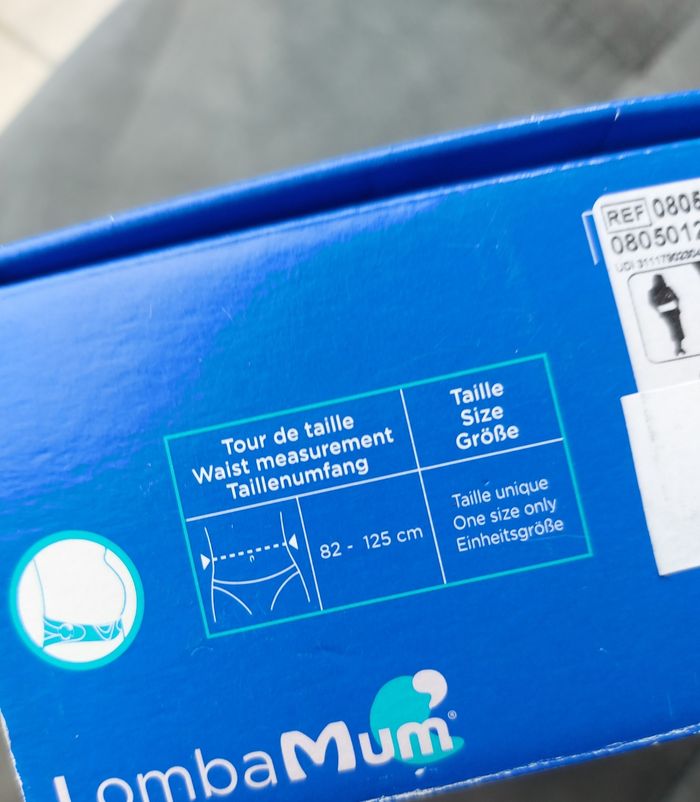 REF 0805
0805012
Tour de taille
Waist measurement
Taillenumfang
Taille
Size
Größe
82 - 125 cm
Taille unique
One size only
Einheitsgröße
LombaMum®